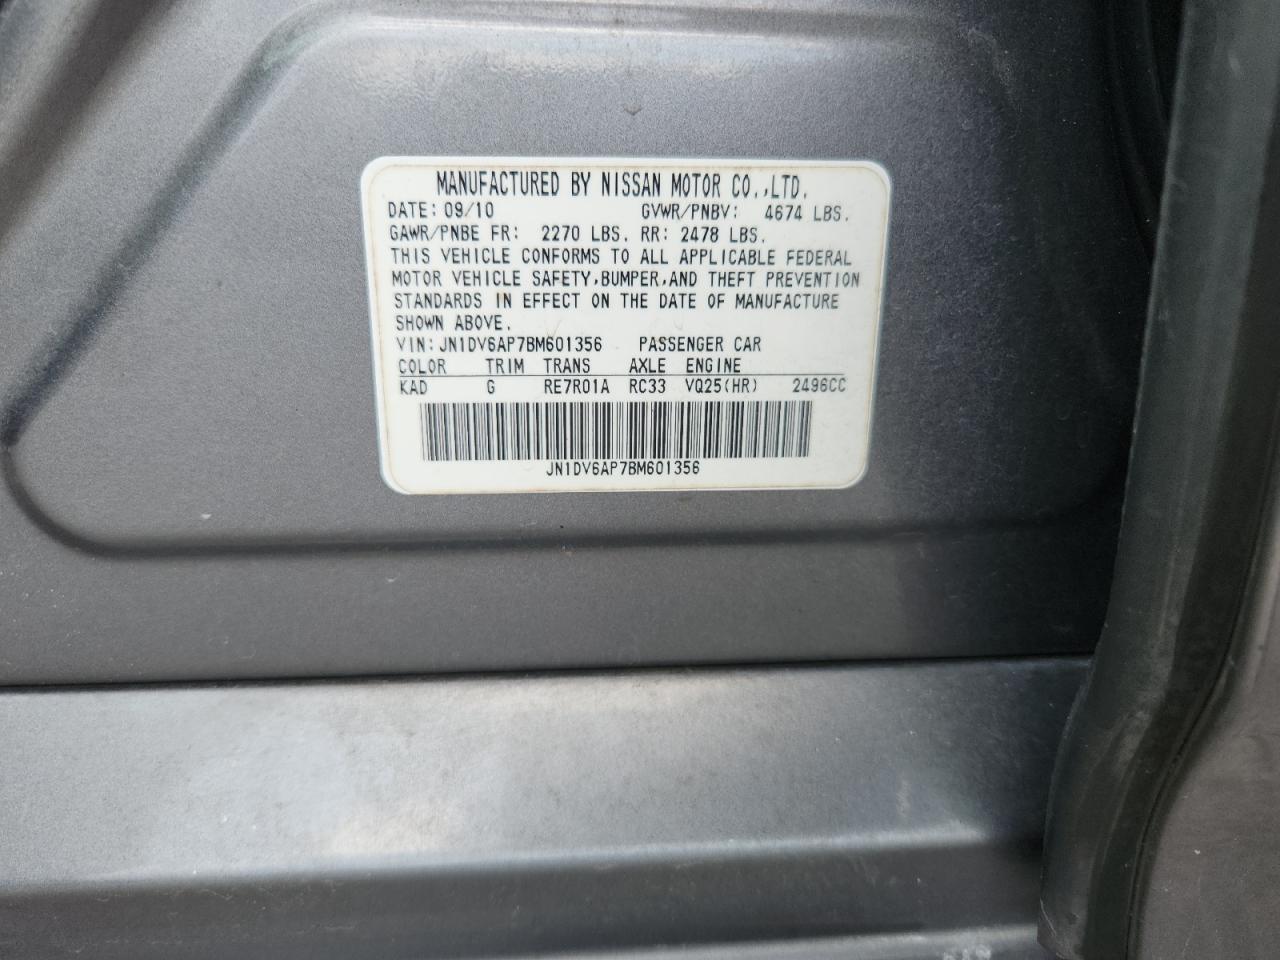 MANUFACTURED BY NISSAN MOTOR CO.,LTD.
DATE: 09/10 GVWR/PNBV: 4674 LBS.
GAWR/PNBE FR: 2270 LBS. RR: 2478 LBS.
THIS VEHICLE CONFORMS TO ALL APPLICABLE FEDERAL
MOTOR VEHICLE SAFETY,BUMPER,AND THEFT PREVENTION
STANDARDS IN EFFECT ON THE DATE OF MANUFACTURE
SHOWN ABOVE.
VIN:JN1DV6AP7BM601356 PASSENGER CAR
COLOR TRIM TRANS AXLE ENGINE
KAD G RE7R01A RC33 VQ25(HR) 2496CC
JN1DV6AP7BM601356